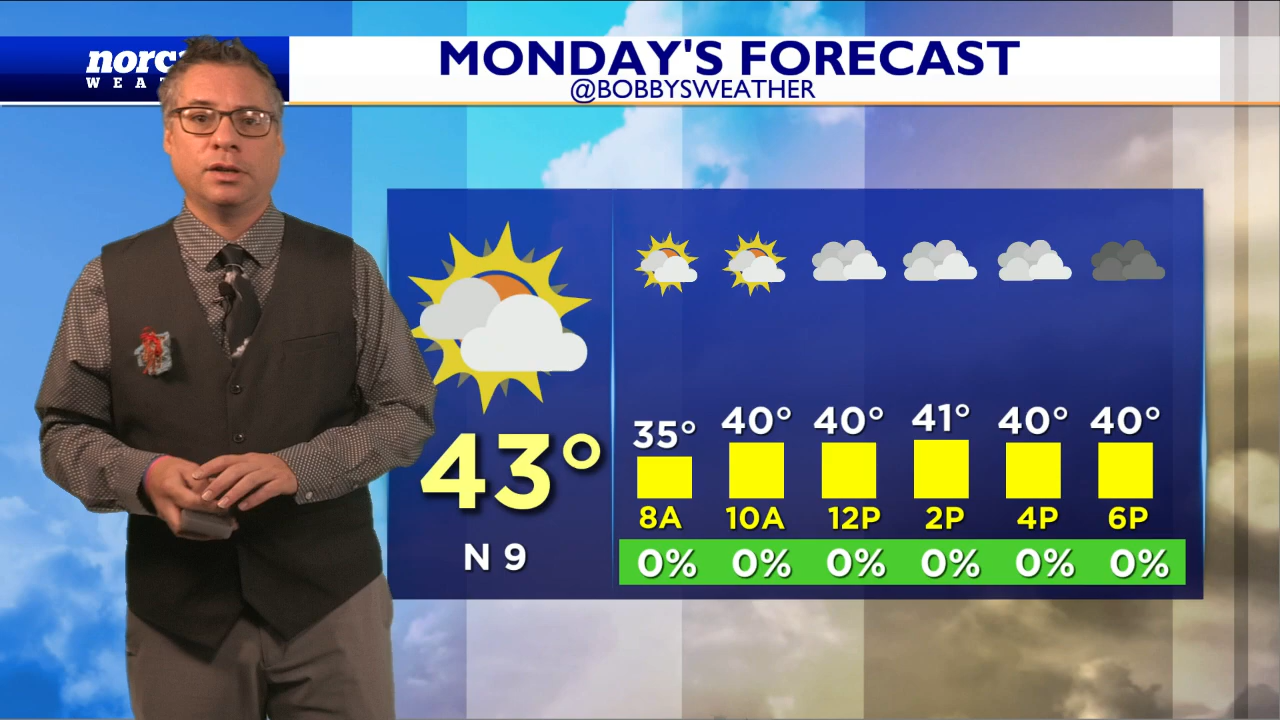 MONDAY'S FORECAST
@BOBBYSWEATHER
43°
N 9
35° 40° 40° 41° 40° 40°
8A 10A 12P 2P 4P 6P
0% 0% 0% 0% 0% 0%